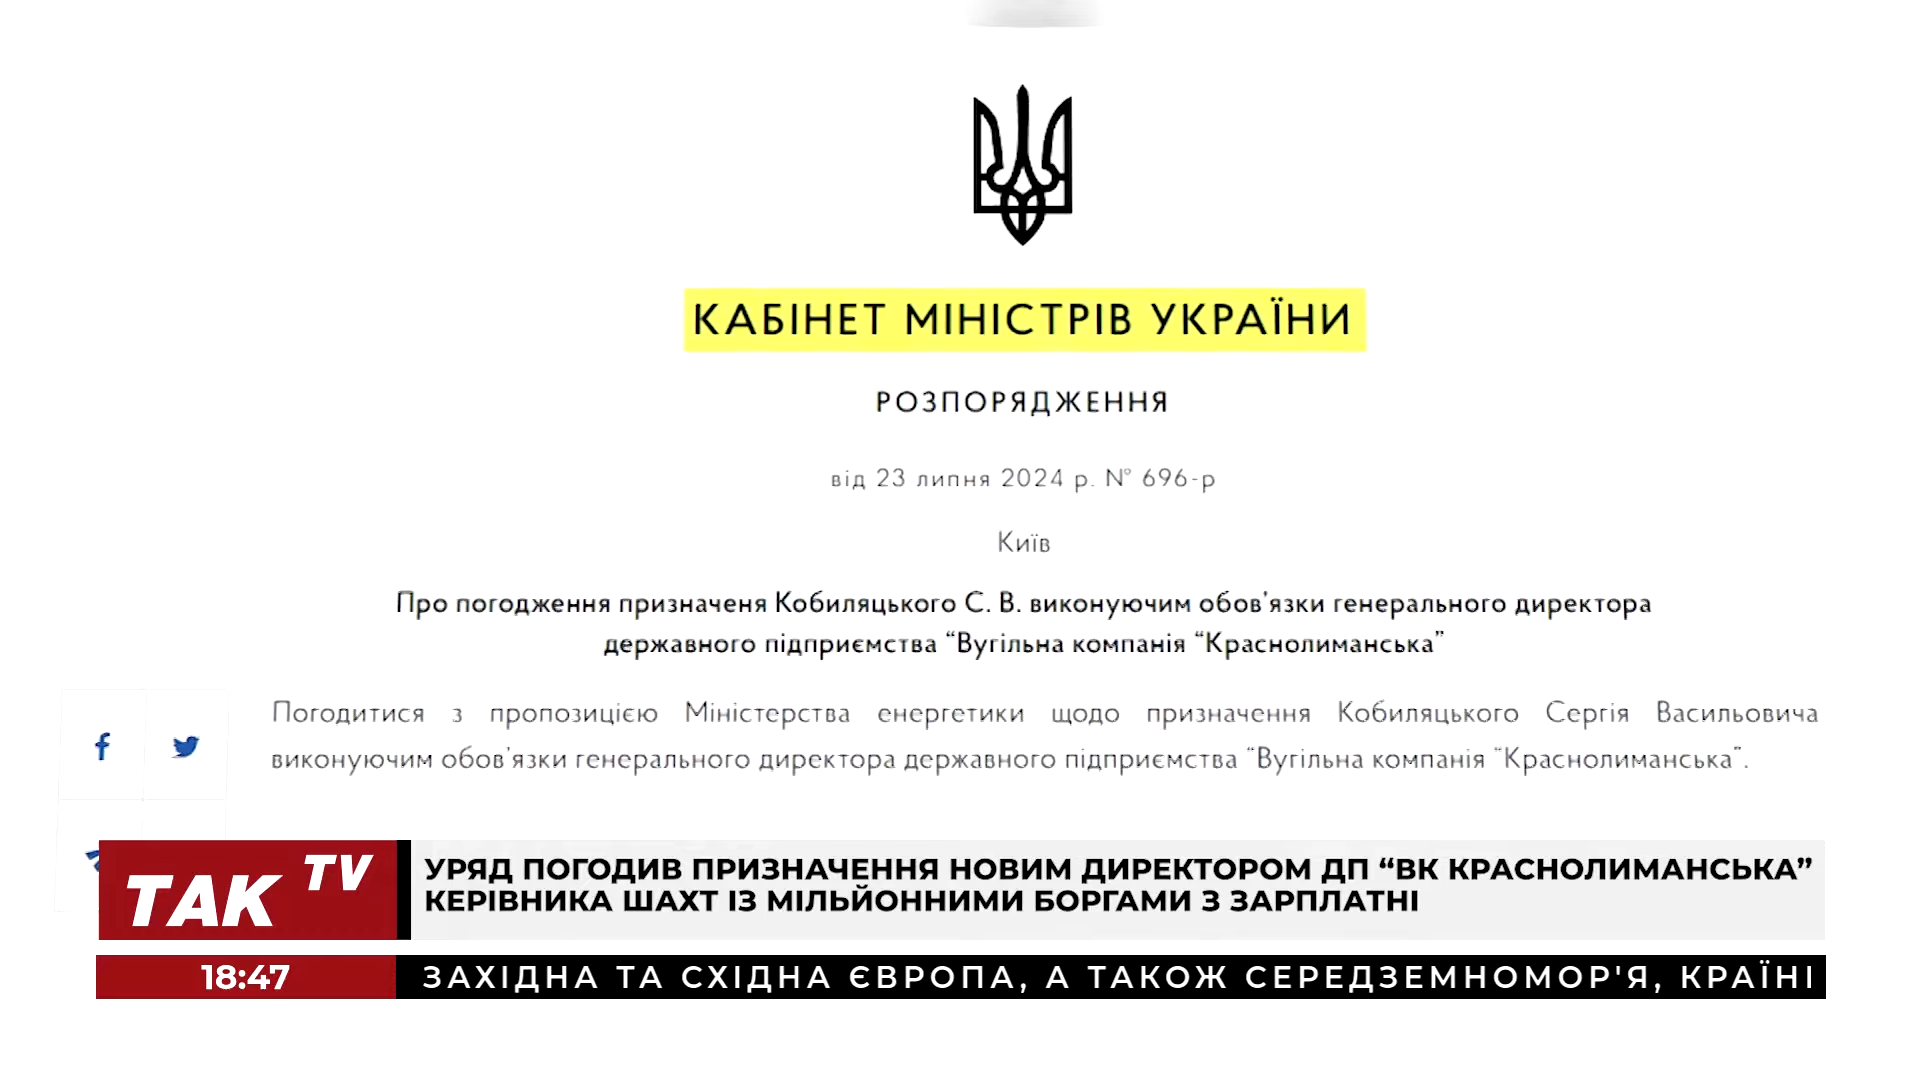 КАБІНЕТ МІНІСТРІВ УКРАЇНИ
РОЗПОРЯДЖЕННЯ
від 23 липня 2024 р. № 696-р
Київ
Про погодження призначеня Кобиляцького С. В. виконуючим обов’язки генерального директора
державного підприємства “Вугільна компанія “Краснолиманська”
Погодитися з пропозицією Міністерства енергетики щодо призначення Кобиляцького Сергія Васильовича
виконуючим обов’язки генерального директора державного підприємства “Вугільна компанія “Краснолиманська”.
ТАК TV
УРЯД ПОГОДИВ ПРИЗНАЧЕННЯ НОВИМ ДИРЕКТОРОМ ДП “ВК КРАСНОЛИМАНСЬКА”
КЕРІВНИКА ШАХТ ІЗ МІЛЬЙОННИМИ БОРГАМИ З ЗАРПЛАТНІ
18:47
ЗАХІДНА ТА СХІДНА ЄВРОПА, А ТАКОЖ СЕРЕДЗЕМНОМОР'Я, КРАЇНІ